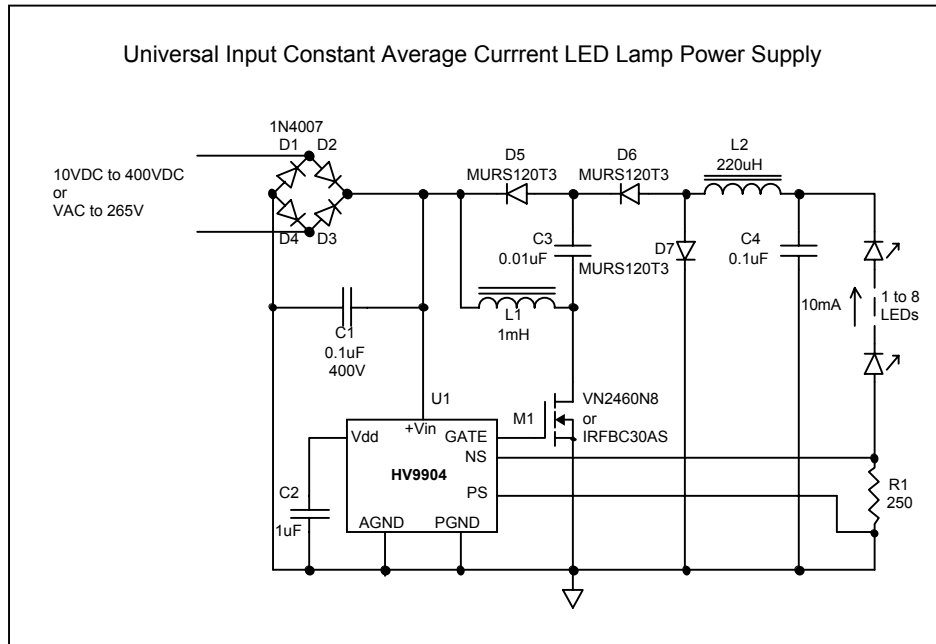 Universal Input Constant Average Currrent LED Lamp Power Supply
1N4007
D1
D2
D4
D3
10VDC to 400VDC
or
VAC to 265V
D5
MURS120T3
D6
MURS120T3
L2
220uH
C3
0.01uF
D7
MURS120T3
C4
0.1uF
10mA
1 to 8
LEDs
L1
1mH
C1
0.1uF
400V
U1
M1
VN2460N8
or
IRFBC30AS
+Vin
Vdd
GATE
NS
HV9904
PS
AGND
PGND
C2
1uF
R1
250